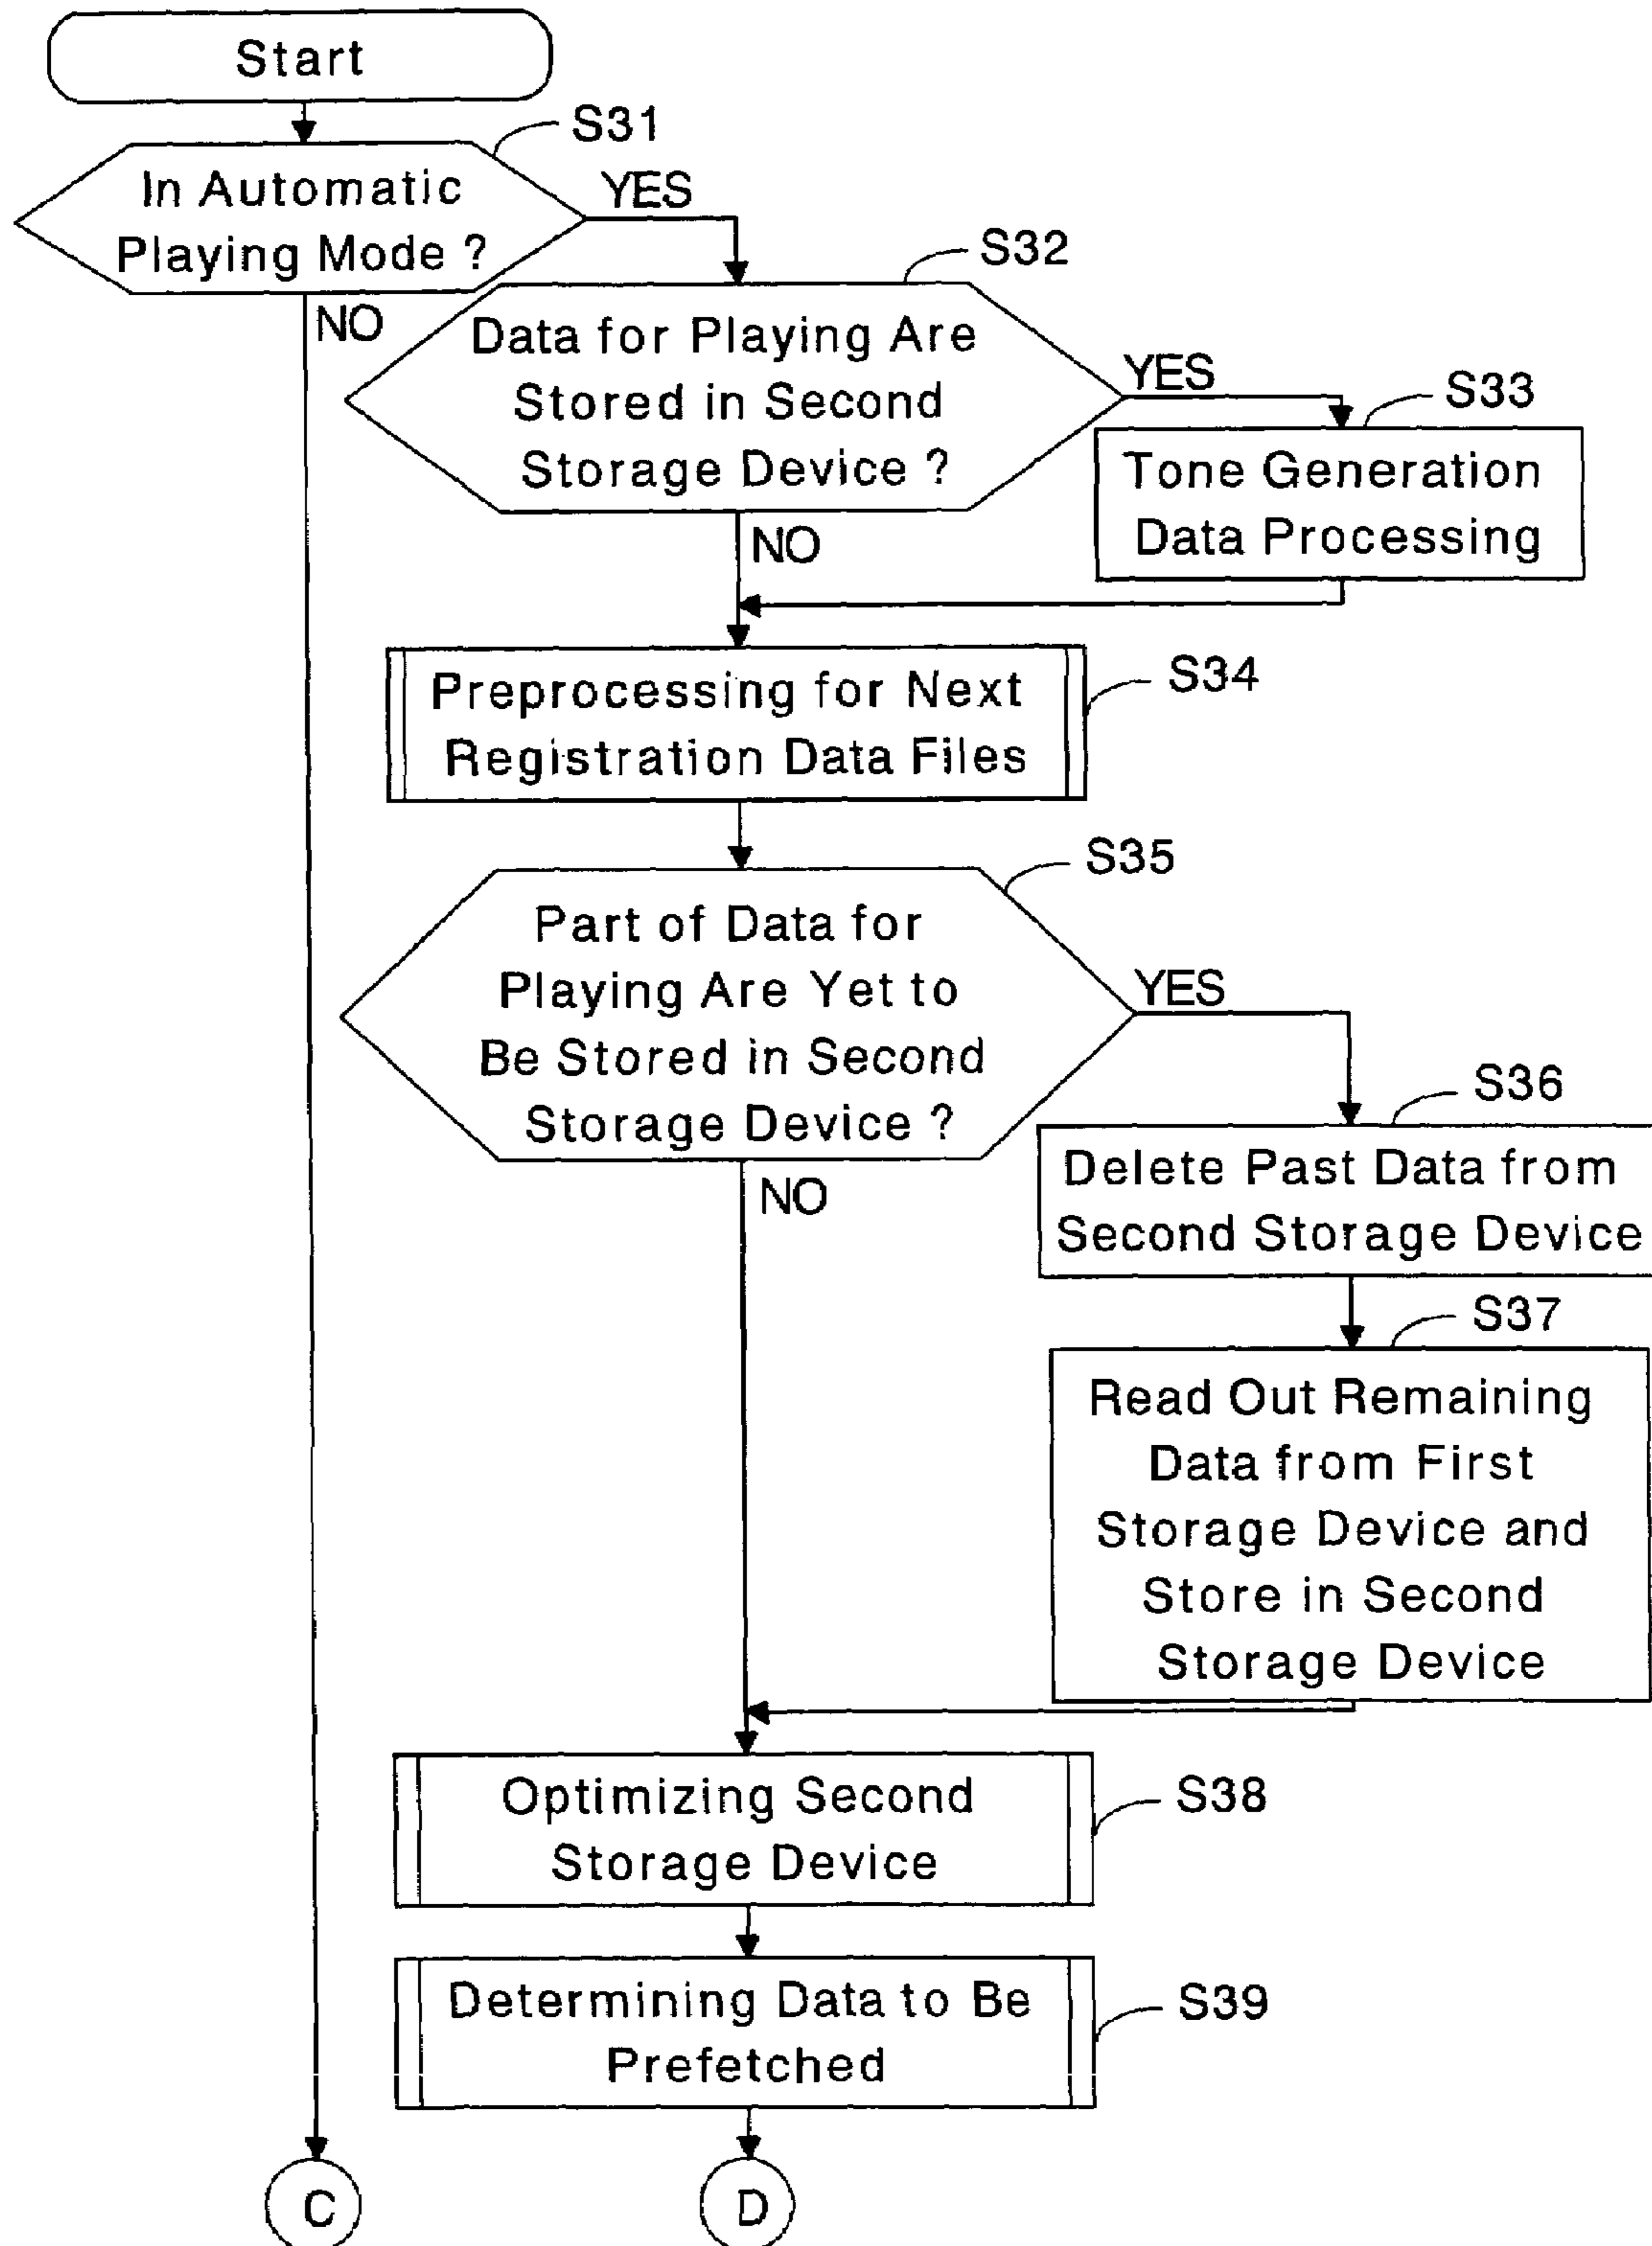 Start
S31
In Automatic
Playing Mode ?
YES
NO
S32
Data for Playing Are
Stored in Second
Storage Device ?
YES
NO
S33
Tone Generation
Data Processing
Preprocessing for Next
Registration Data Files
S34
S35
Part of Data for
Playing Are Yet to
Be Stored in Second
Storage Device ?
YES
NO
S36
Delete Past Data from
Second Storage Device
S37
Read Out Remaining
Data from First
Storage Device and
Store in Second
Storage Device
Optimizing Second
Storage Device
S38
Determining Data to Be
Prefetched
S39
C
D